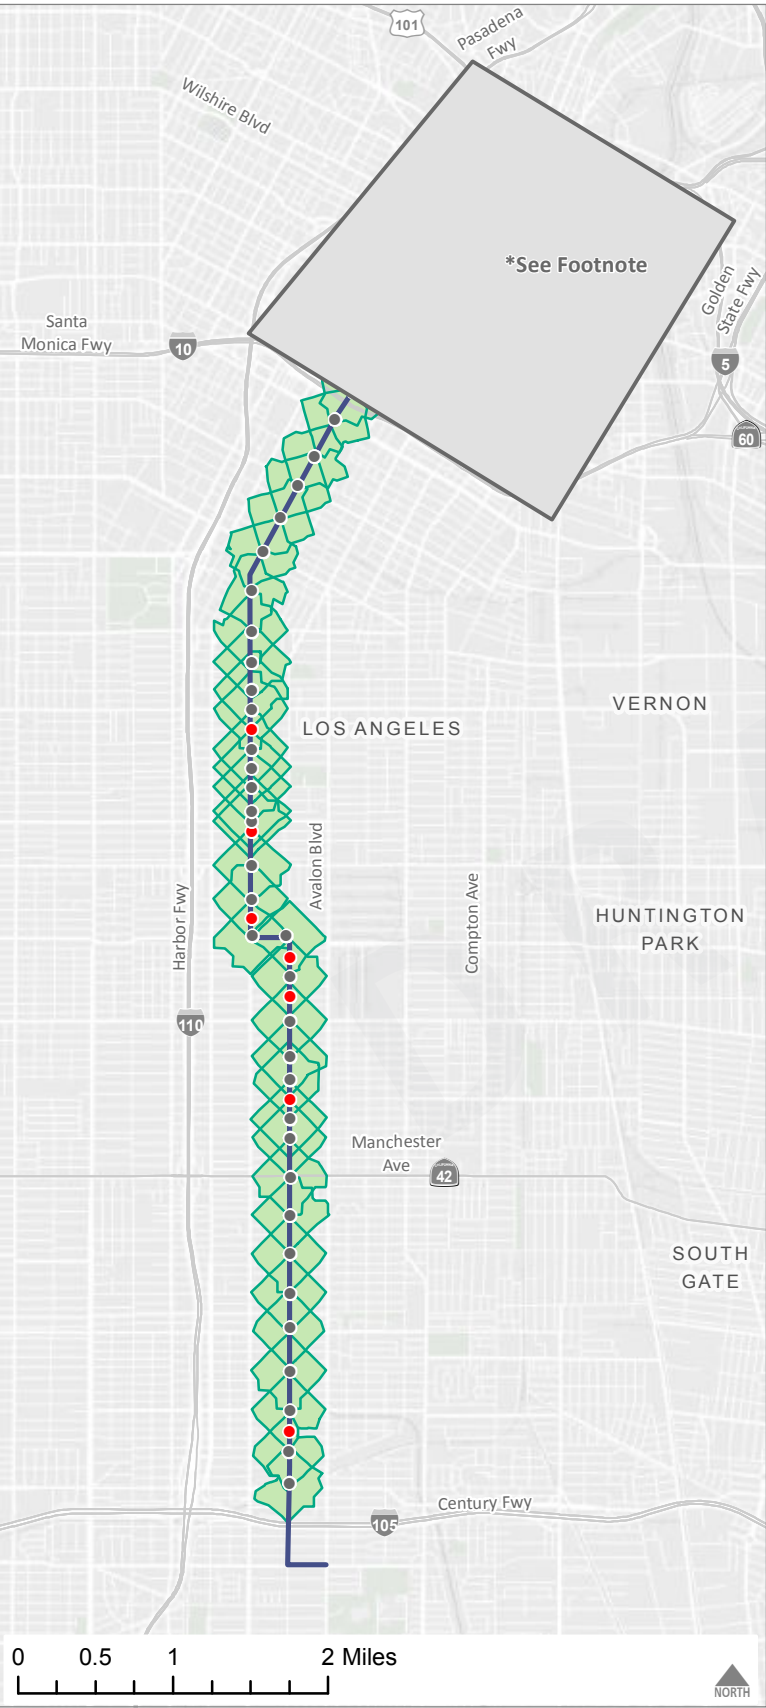 101
Pasadena
Fwy
Wilshire Blvd
*See Footnote
Golden
State Fwy
Santa
Monica Fwy
10
5
CALIFORNIA
60
VERNON
LOS ANGELES
Avalon Blvd
Compton Ave
Harbor Fwy
HUNTINGTON
PARK
110
Manchester
Ave
CALIFORNIA
42
SOUTH
GATE
Century Fwy
105
0 0.5 1 2 Miles
NORTH